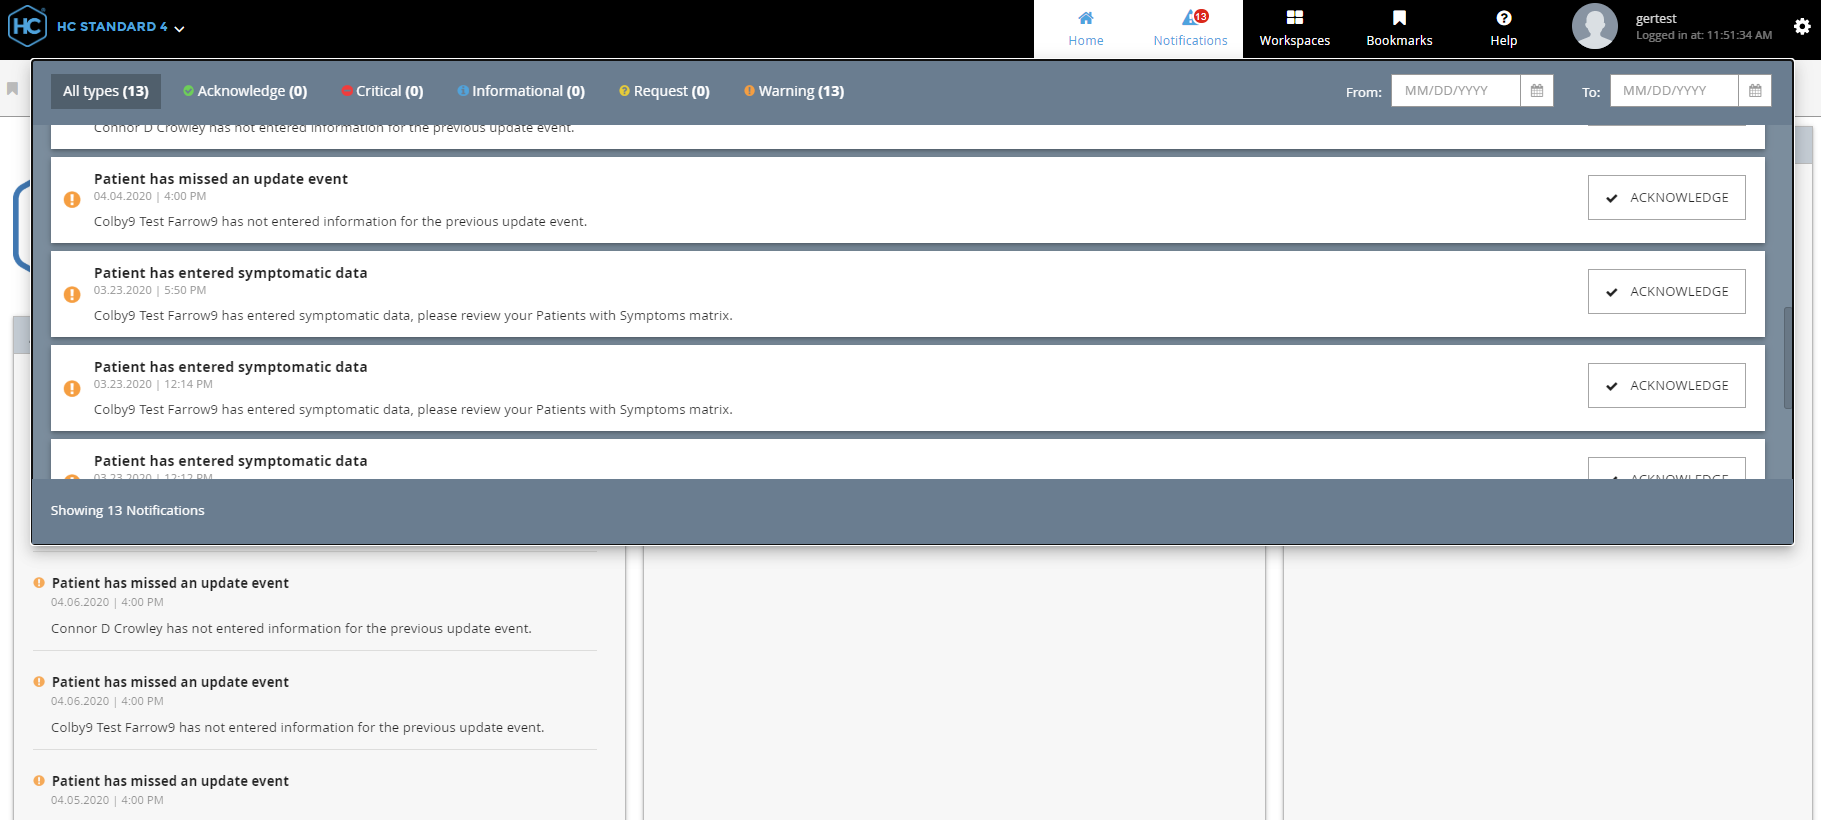 HC
HC STANDARD 4
Home
13
Notifications
Workspaces
Bookmarks
Help
gertest
Logged in at: 11:51:34 AM
All types (13)
Acknowledge (0)
Critical (0)
Informational (0)
Request (0)
Warning (13)
From:
MM/DD/YYYY
To:
MM/DD/YYYY
Connor D Crowley has not entered information for the previous update event.
Patient has missed an update event
04.04.2020 | 4:00 PM
Colby9 Test Farrow9 has not entered information for the previous update event.
ACKNOWLEDGE
Patient has entered symptomatic data
03.23.2020 | 5:50 PM
Colby9 Test Farrow9 has entered symptomatic data, please review your Patients with Symptoms matrix.
ACKNOWLEDGE
Patient has entered symptomatic data
03.23.2020 | 12:14 PM
Colby9 Test Farrow9 has entered symptomatic data, please review your Patients with Symptoms matrix.
ACKNOWLEDGE
Patient has entered symptomatic data
03.23.2020 | 12:12 PM
ACKNOWLEDGE
Showing 13 Notifications
Patient has missed an update event
04.06.2020 | 4:00 PM
Connor D Crowley has not entered information for the previous update event.
Patient has missed an update event
04.06.2020 | 4:00 PM
Colby9 Test Farrow9 has not entered information for the previous update event.
Patient has missed an update event
04.05.2020 | 4:00 PM